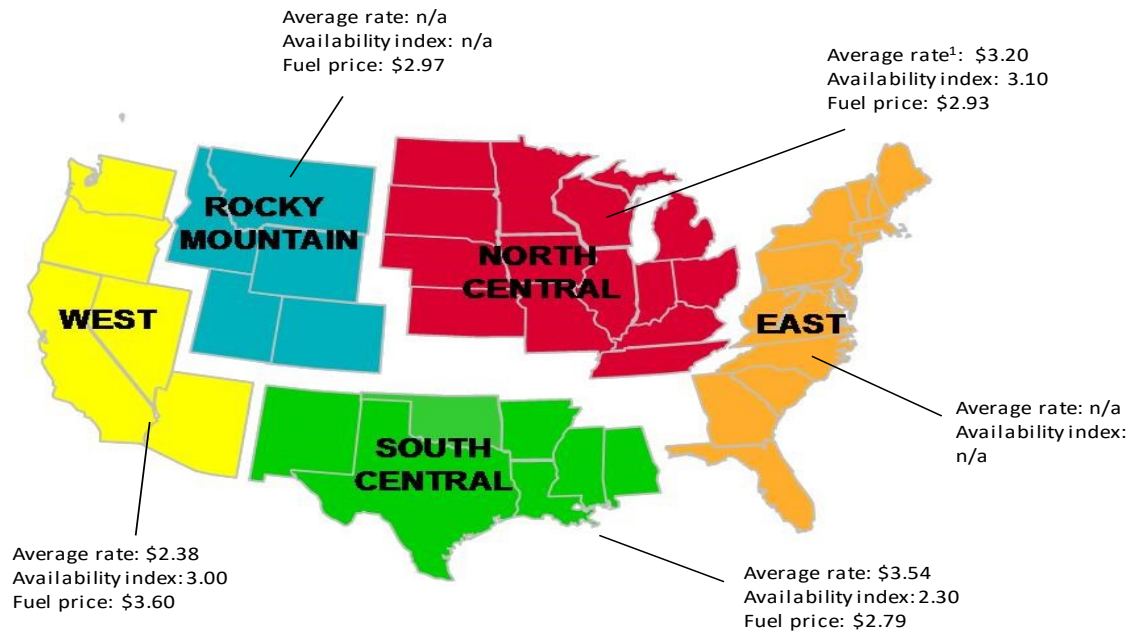 Average rate: n/a
Availability index: n/a
Fuel price: $2.97
Average rate¹: $3.20
Availability index: 3.10
Fuel price: $2.93
ROCKY
MOUNTAIN
NORTH
CENTRAL
WEST
EAST
SOUTH
CENTRAL
Average rate: n/a
Availability index:
n/a
Average rate: $2.38
Availability index: 3.00
Fuel price: $3.60
Average rate: $3.54
Availability index: 2.30
Fuel price: $2.79